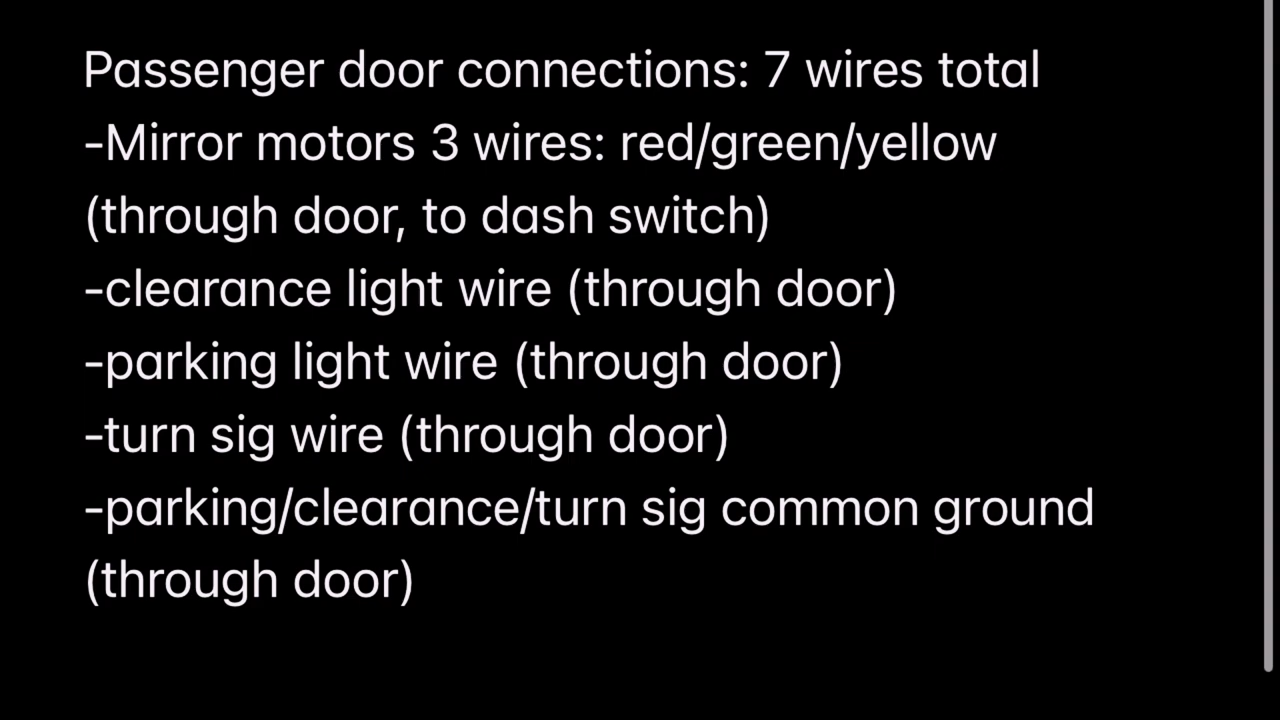 Passenger door connections: 7 wires total
-Mirror motors 3 wires: red/green/yellow
(through door, to dash switch)
-clearance light wire (through door)
-parking light wire (through door)
-turn sig wire (through door)
-parking/clearance/turn sig common ground
(through door)